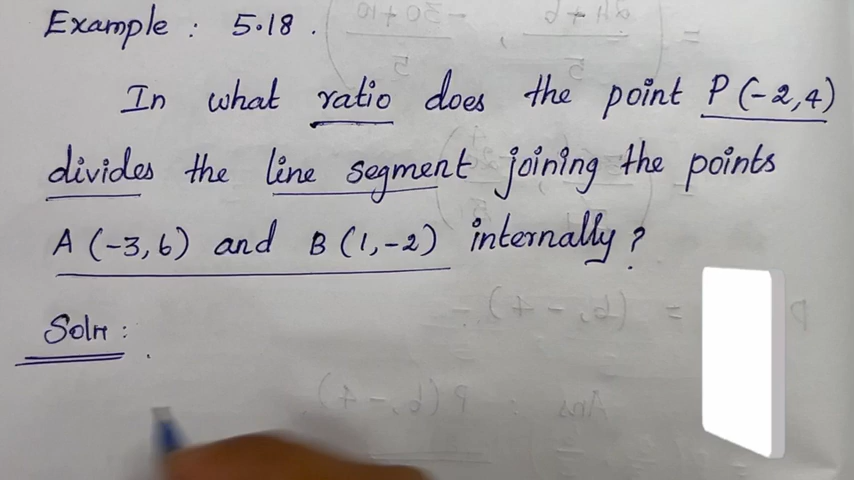 Example : 5.18 .
In what ratio does the point P(-2,4)
divides the line segment joining the points
A (-3,6) and B (1,-2) internally?
Soln :